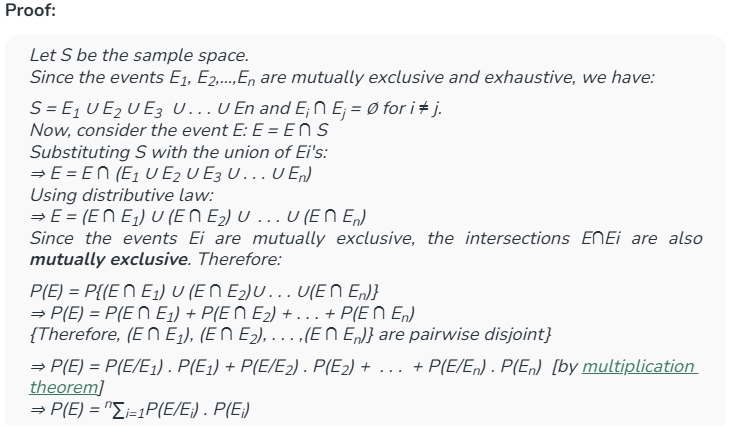 Proof:
Let S be the sample space.
Since the events E₁, E₂,...,Eₙ are mutually exclusive and exhaustive, we have:
S = E₁ ∪ E₂ ∪ E₃ ∪ . . . ∪ En and Eᵢ ∩ Eⱼ = ∅ for i ≠ j.
Now, consider the event E: E = E ∩ S
Substituting S with the union of Ei's:
⇒ E = E ∩ (E₁ ∪ E₂ ∪ E₃ ∪ . . . ∪ Eₙ)
Using distributive law:
⇒ E = (E ∩ E₁) ∪ (E ∩ E₂) ∪ . . . ∪ (E ∩ Eₙ)
Since the events Ei are mutually exclusive, the intersections E∩Ei are also
mutually exclusive. Therefore:
P(E) = P{(E ∩ E₁) ∪ (E ∩ E₂)∪ . . . ∪(E ∩ Eₙ)}
⇒ P(E) = P(E ∩ E₁) + P(E ∩ E₂) + . . . + P(E ∩ Eₙ)
{Therefore, (E ∩ E₁), (E ∩ E₂), . . . ,(E ∩ Eₙ)} are pairwise disjoint}
⇒ P(E) = P(E/E₁) . P(E₁) + P(E/E₂) . P(E₂) + . . . + P(E/Eₙ) . P(Eₙ) [by multiplication
theorem]
⇒ P(E) = ⁿ∑ᵢ₌₁P(E/Eᵢ) . P(Eᵢ)